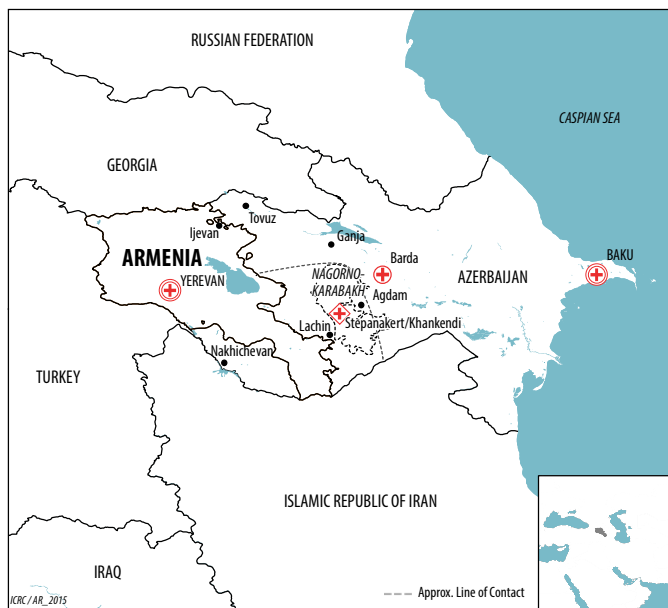 RUSSIAN FEDERATION
CASPIAN SEA
GEORGIA
Tovuz
Ijevan
Ganja
ARMENIA
Barda
BAKU
YEREVAN
NAGORNO-
KARABAKH
AZERBAIJAN
Agdam
Stepanakert/Khankendi
Lachin
Nakhichevan
TURKEY
ISLAMIC REPUBLIC OF IRAN
IRAQ
Approx. Line of Contact
ICRC / AR_2015